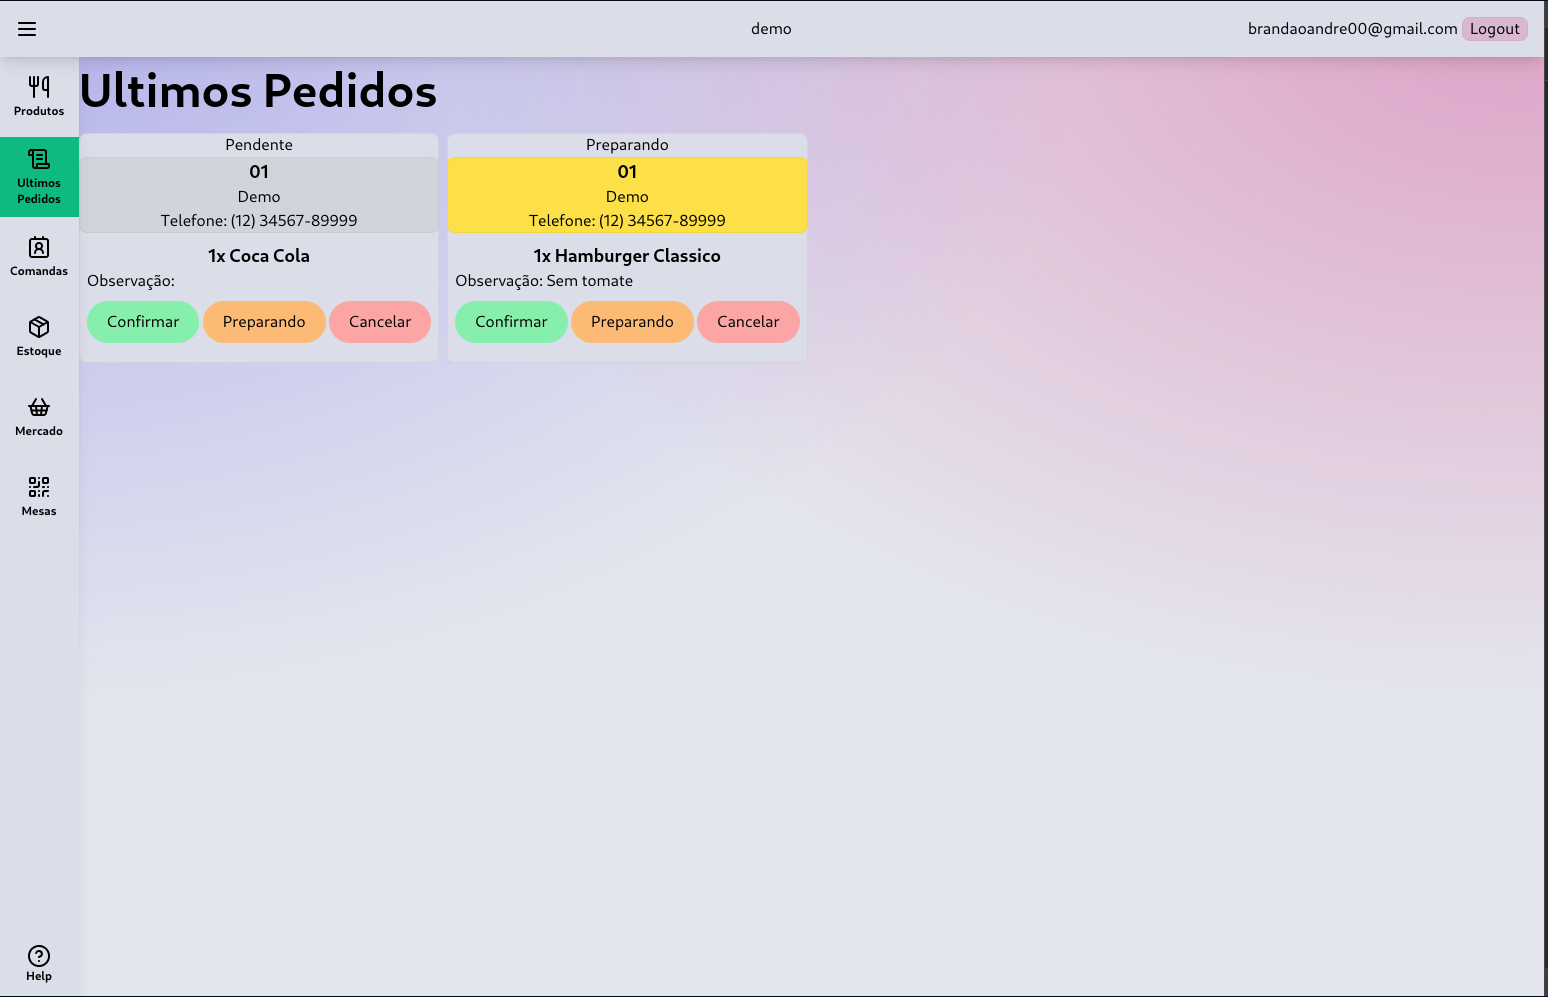 demo
brandaoandre00@gmail.com Logout
Produtos
Ultimos
Pedidos
Comandas
Estoque
Mercado
Mesas
Help
Ultimos Pedidos
Pendente
01
Demo
Telefone: (12) 34567-89999
1x Coca Cola
Observação:
Confirmar Preparando Cancelar
Preparando
01
Demo
Telefone: (12) 34567-89999
1x Hamburger Classico
Observação: Sem tomate
Confirmar Preparando Cancelar